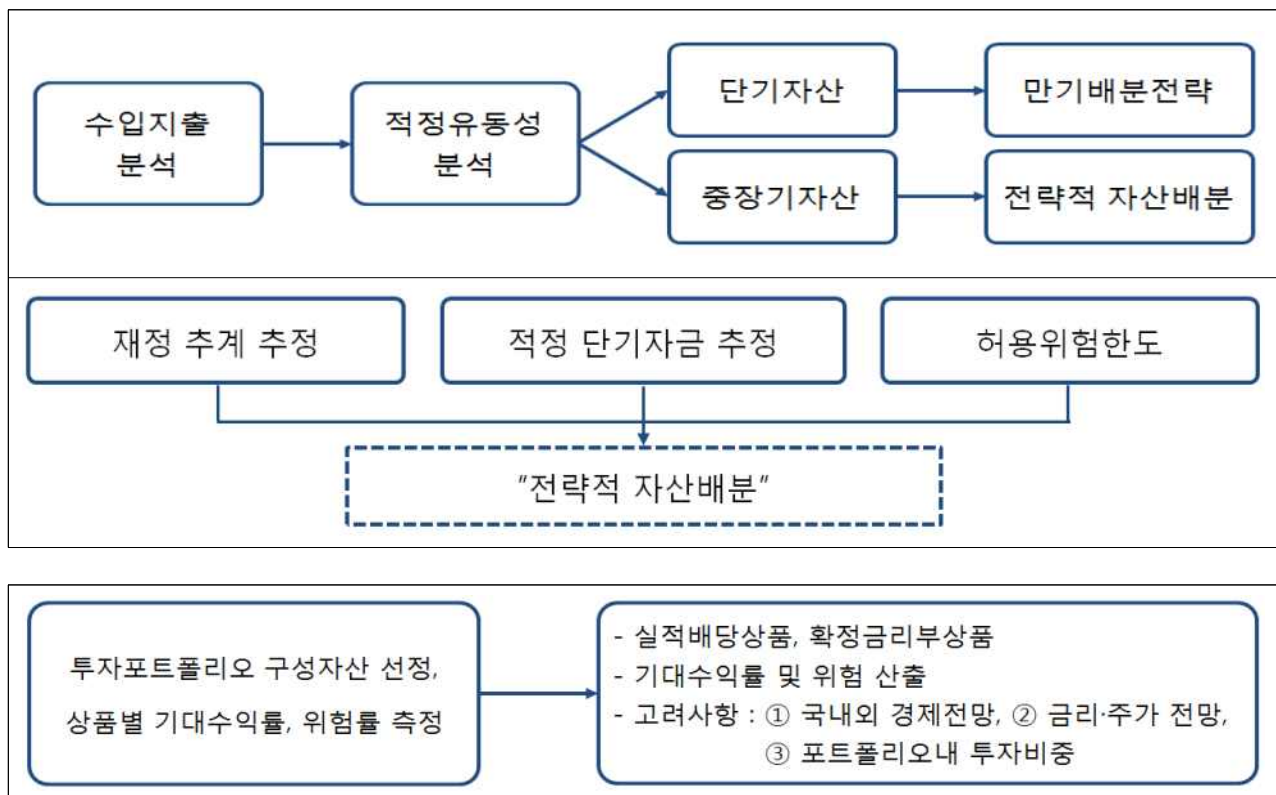 수입지출
분석
적정유동성
분석
단기자산
만기배분전략
중장기자산
전략적 자산배분
재정 추계 추정
적정 단기자금 추정
허용위험한도
"전략적 자산배분"
투자포트폴리오 구성자산 선정,
상품별 기대수익률, 위험률 측정
- 실적배당상품, 확정금리부상품
- 기대수익률 및 위험 산출
- 고려사항 : ① 국내외 경제전망, ② 금리·주가 전망,
③ 포트폴리오내 투자비중